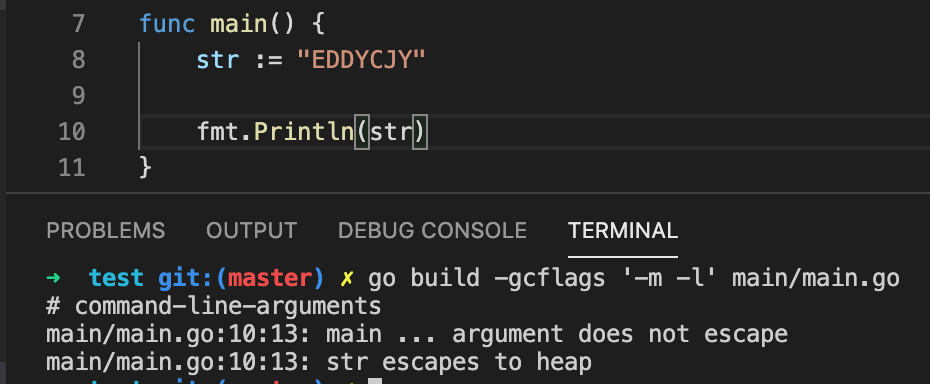 7 func main() {
8 str := "EDDYCJY"
9
10 fmt.Println(str)
11 }
PROBLEMS OUTPUT DEBUG CONSOLE TERMINAL
➜ test git:(master) ✗ go build -gcflags '-m -l' main/main.go
# command-line-arguments
main/main.go:10:13: main ... argument does not escape
main/main.go:10:13: str escapes to heap